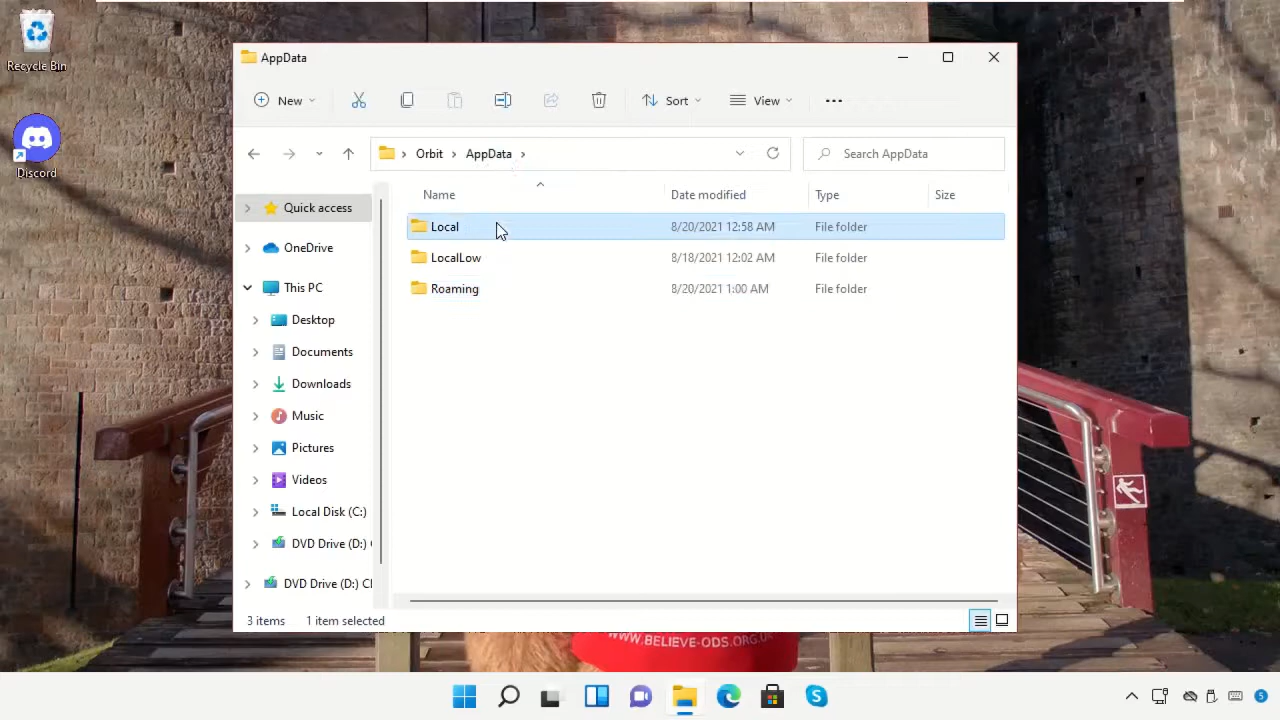 Recycle Bin
Discord
AppData
New
Sort
View
Orbit > AppData >
Search AppData
Name Date modified Type Size
Local 8/20/2021 12:58 AM File folder
LocalLow 8/18/2021 12:02 AM File folder
Roaming 8/20/2021 1:00 AM File folder
Quick access
OneDrive
This PC
Desktop
Documents
Downloads
Music
Pictures
Videos
Local Disk (C:)
DVD Drive (D:) C
DVD Drive (D:) CI
3 items 1 item selected
WWW.BELIEVE-ODS.ORG.UK
5